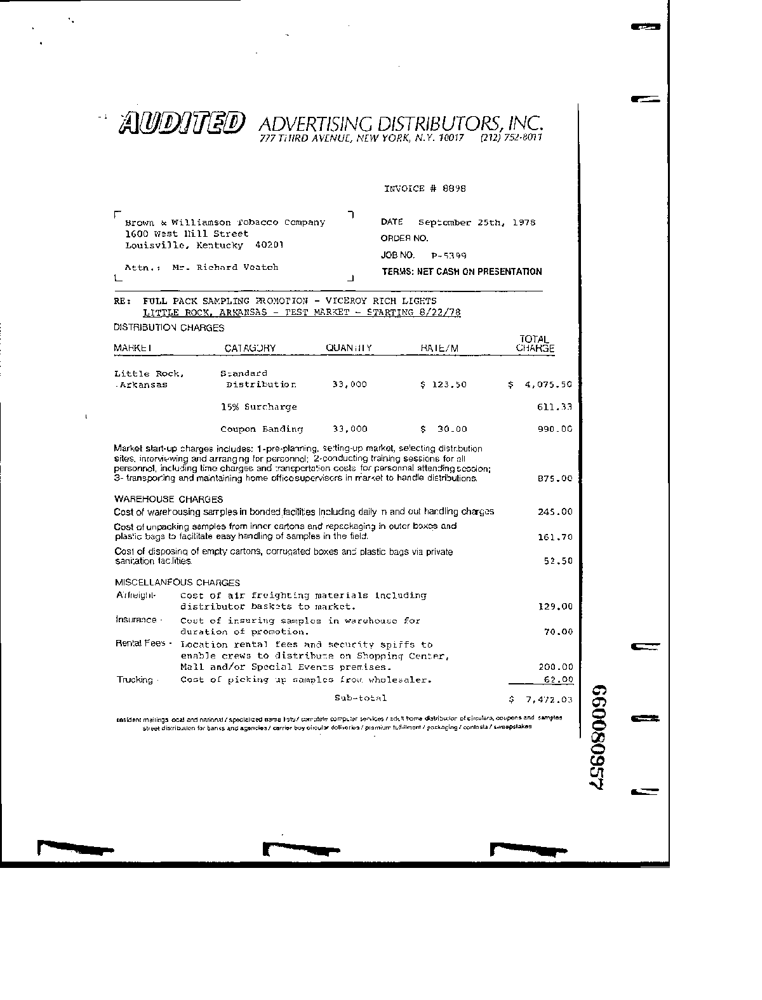 AUDITED ADVERTISING DISTRIBUTORS, INC.
777 THIRD AVENUE, NEW YORK, N.Y. 10017 (212) 752-8011
INVOICE # 8898
Brown & Williamson Tobacco Company
1600 West Hill Street
Louisville, Kentucky 40201
Attn.: Mr. Richard Veatch
DATE September 25th, 1978
ORDER NO.
JOB NO. P-5399
TERMS: NET CASH ON PRESENTATION
RE: FULL PACK SAMPLING PROMOTION - VICEROY RICH LIGHTS
LITTLE ROCK, ARKANSAS - TEST MARKET - STARTING 8/22/78
DISTRIBUTION CHARGES
MARKET CATAGORY QUANTITY RATE/M TOTAL CHARGE
Little Rock, Standard
Arkansas Distribution 33,000 $ 123.50 $ 4,075.50
15% Surcharge 611.33
Coupon Banding 33,000 $ 30.00 990.00
Market start-up charges includes: 1-pre-planning, setting-up market, selecting distribution
sites, interviewing and arranging for personnel; 2-conducting training sessions for all
personnel, including time charges and transportation costs for personnal attending session;
3- transporting and maintaining home office supervisors in market to handle distributions. 875.00
WAREHOUSE CHARGES
Cost of warehousing samples in bonded facilities including daily in and out handling charges 245.00
Cost of unpacking samples from inner cartons and repackaging in outer boxes and
plastic bags to facilitate easy handling of samples in the field. 161.70
Cost of disposing of empty cartons, corrugated boxes and plastic bags via private
sanitation facilities. 52.50
MISCELLANEOUS CHARGES
Airfreight- Cost of air freighting materials including
distributor baskets to market. 129.00
Insurance - Cost of insuring samples in warehouse for
duration of promotion. 70.00
Rental Fees - Location rental fees and security spiffs to
enable crews to distribute on Shopping Center,
Mall and/or Special Events premises. 200.00
Trucking - Cost of picking up samples from wholesaler. 62.00
Sub-total $ 7,472.03
resident mailings local and national / specialized name lists / complete computer services / adult home distribution of circulars, coupons and samples
street distribution for banks and agencies / carrier boy circular deliveries / premium fulfillment / packaging / contests / sweepstakes
660080957